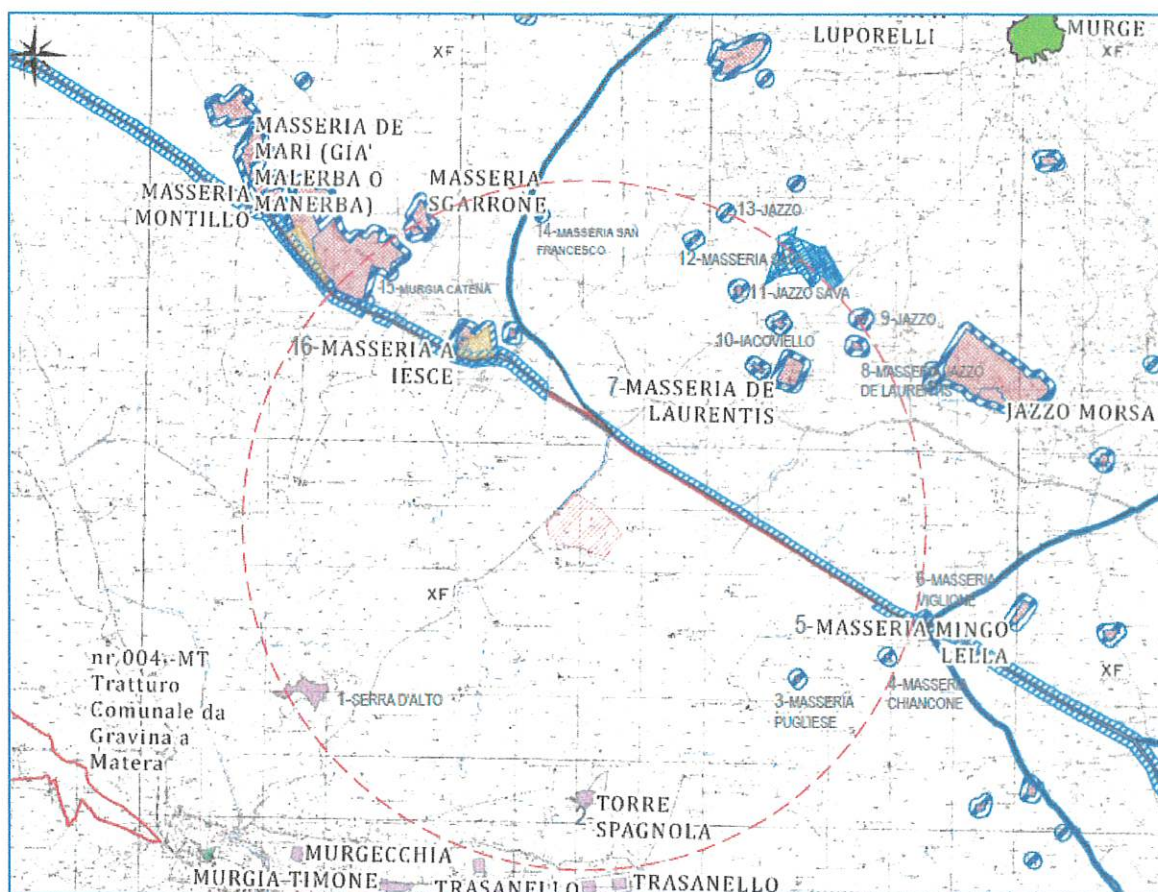 LUPORELLI
MURGE
XF
XF
MASSERIA DE
MARI (GIA'
MALERBA O
MANERBA)
MASSERIA
MONTILLO
MASSERIA
SGARRONE
14-MASSERIA SAN
FRANCESCO
13-JAZZO
12-MASSERIA
11-JAZZO SAVA
15-MURGIA CATENA
10-IACOVIELLO
9-JAZZO
16-MASSERIA A
IESCE
8-MASSERIA JAZZO
DE LAURENTIS
7-MASSERIA DE
LAURENTIS
JAZZO MORSA
XF
6-MASSERIA
VIGLIONE
5-MASSERIA MINGO
LELLA
XF
nr 004-MT
Tratturo
Comunale da
Gravina a
Matera
1-SERRA D'ALTO
3-MASSERIA
PUGLIESE
4-MASSERIA
CHIANCONE
2-
TORRE
SPAGNOLA
MURGECCHIA
MURGIA TIMONE
TRASANELLO
TRASANELLO